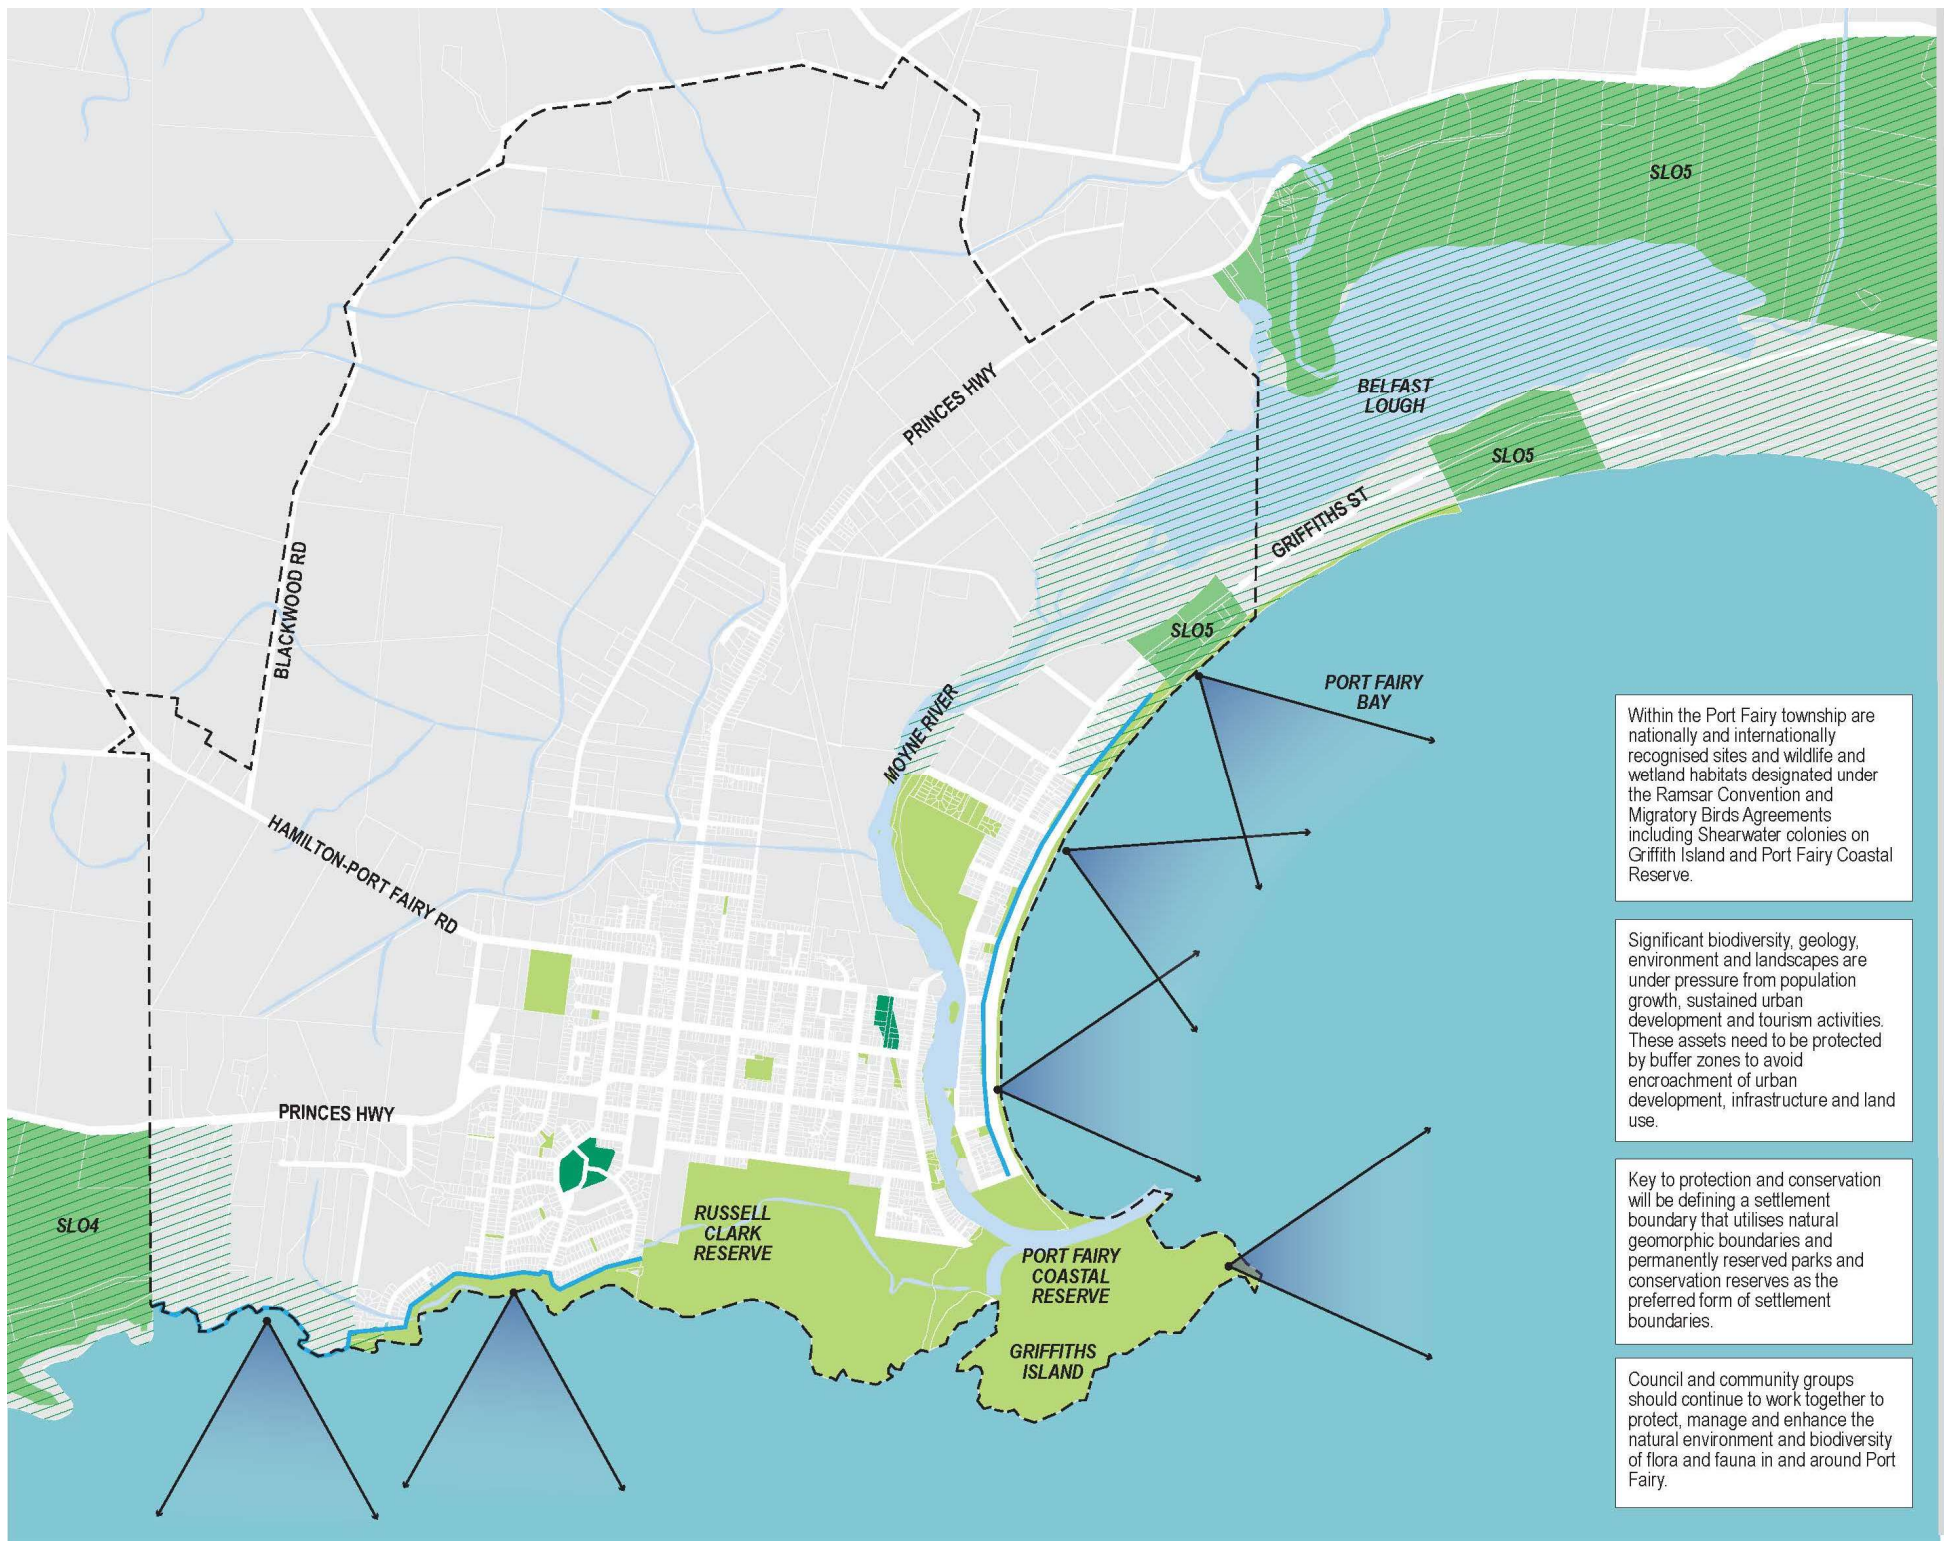 SLO5
BELFAST
LOUGH
PRINCES HWY
SLO5
GRIFFITHS ST
BLACKWOOD RD
SLO5
PORT FAIRY
BAY
MOYNE RIVER
HAMILTON-PORT FAIRY RD
PRINCES HWY
SLO4
RUSSELL
CLARK
RESERVE
PORT FAIRY
COASTAL
RESERVE
GRIFFITHS
ISLAND
Within the Port Fairy township are
nationally and internationally
recognised sites and wildlife and
wetland habitats designated under
the Ramsar Convention and
Migratory Birds Agreements
including Shearwater colonies on
Griffith Island and Port Fairy Coastal
Reserve.
Significant biodiversity, geology,
environment and landscapes are
under pressure from population
growth, sustained urban
development and tourism activities.
These assets need to be protected
by buffer zones to avoid
encroachment of urban
development, infrastructure and land
use.
Key to protection and conservation
will be defining a settlement
boundary that utilises natural
geomorphic boundaries and
permanently reserved parks and
conservation reserves as the
preferred form of settlement
boundaries.
Council and community groups
should continue to work together to
protect, manage and enhance the
natural environment and biodiversity
of flora and fauna in and around Port
Fairy.